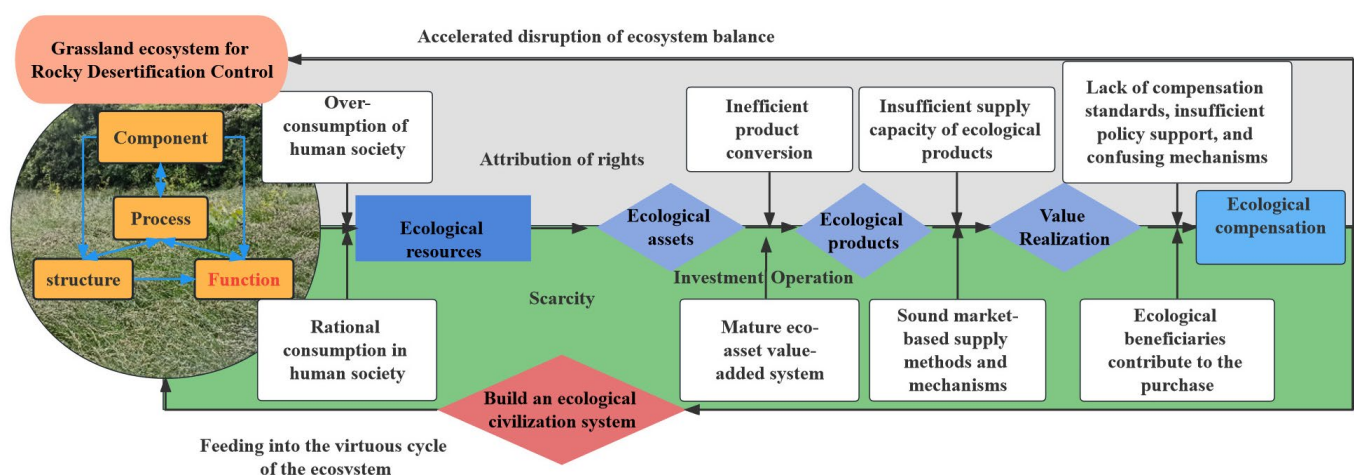 Grassland ecosystem for
Rocky Desertification Control
Accelerated disruption of ecosystem balance
Component
Process
structure
Function
Over-
consumption of
human society
Attribution of rights
Inefficient
product
conversion
Insufficient supply
capacity of ecological
products
Lack of compensation
standards, insufficient
policy support, and
confusing mechanisms
Ecological
resources
Ecological
assets
Ecological
products
Value
Realization
Ecological
compensation
Investment Operation
Scarcity
Rational
consumption in
human society
Mature eco-
asset value-
added system
Sound market-
based supply
methods and
mechanisms
Ecological
beneficiaries
contribute to the
purchase
Build an ecological
civilization system
Feeding into the virtuous cycle
of the ecosystem